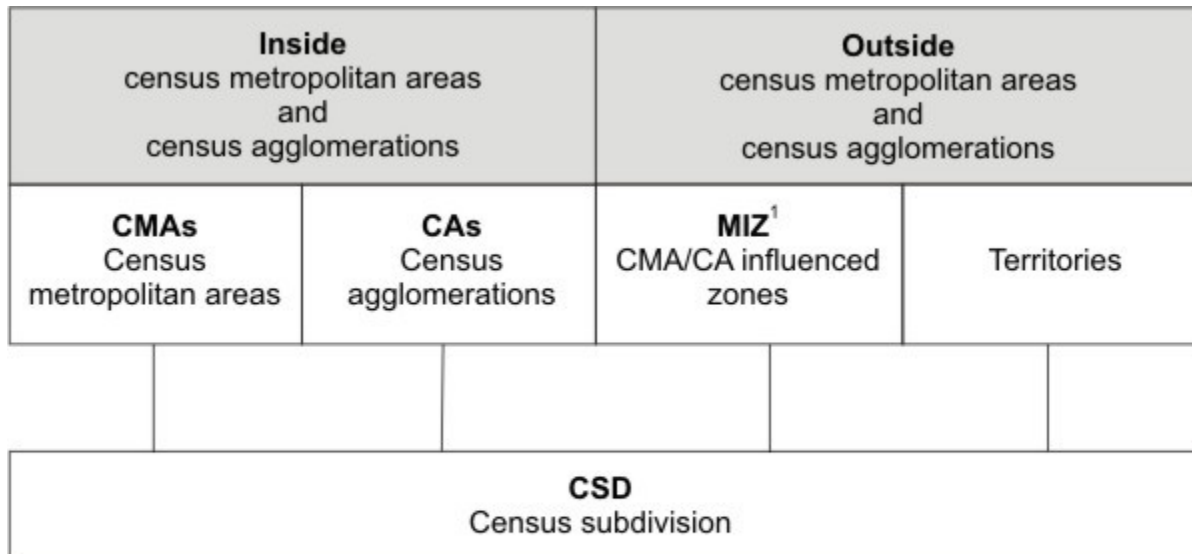 Inside
census metropolitan areas
and
census agglomerations
Outside
census metropolitan areas
and
census agglomerations
CMAs
Census
metropolitan areas
CAs
Census
agglomerations
MIZ¹
CMA/CA influenced
zones
Territories
CSD
Census subdivision